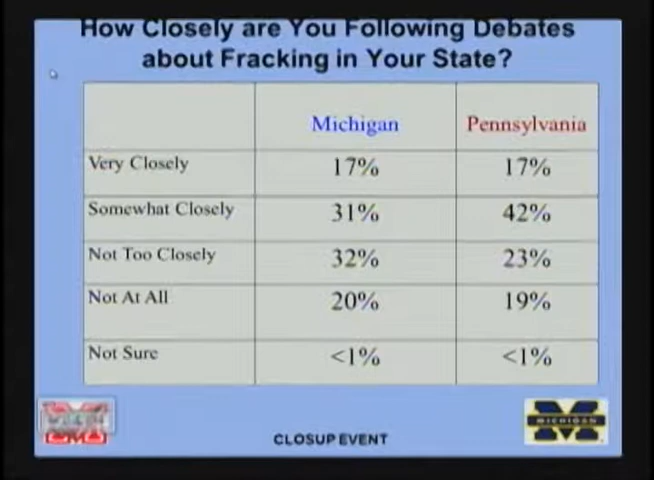 How Closely are You Following Debates
about Fracking in Your State?
Michigan Pennsylvania
Very Closely 17% 17%
Somewhat Closely 31% 42%
Not Too Closely 32% 23%
Not At All 20% 19%
Not Sure <1% <1%
CLOSUP EVENT
MICHIGAN